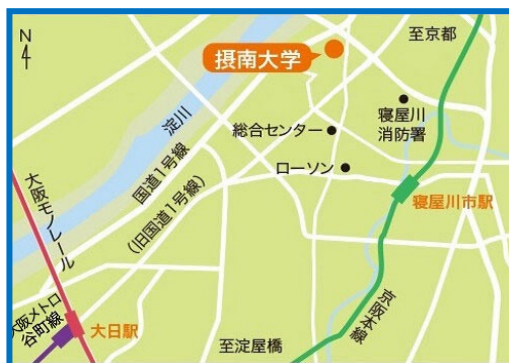 N
摂南大学
至京都
淀川
国道1号線
(旧国道1号線)
総合センター
寝屋川
消防署
ローソン
寝屋川市駅
大阪モノレール
大阪メトロ
谷町線
大日駅
京阪本線
至淀屋橋